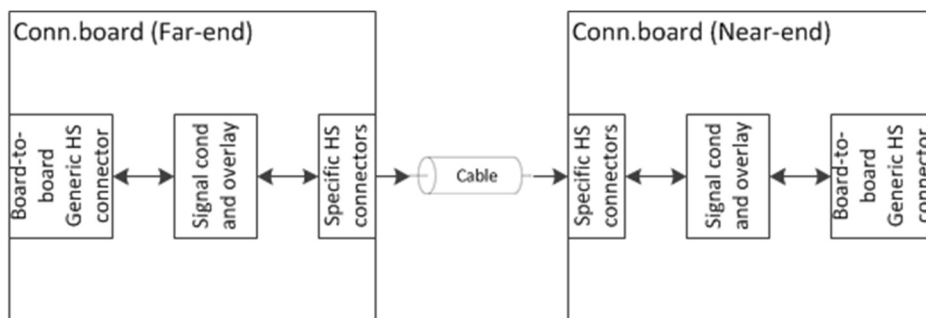 Conn.board (Far-end)
Conn.board (Near-end)
Board-to-
board
Generic HS
connector
Signal cond
and overlay
Specific HS
connectors
Cable
Specific HS
connectors
Signal cond
and overlay
Board-to-
board
Generic HS
connector